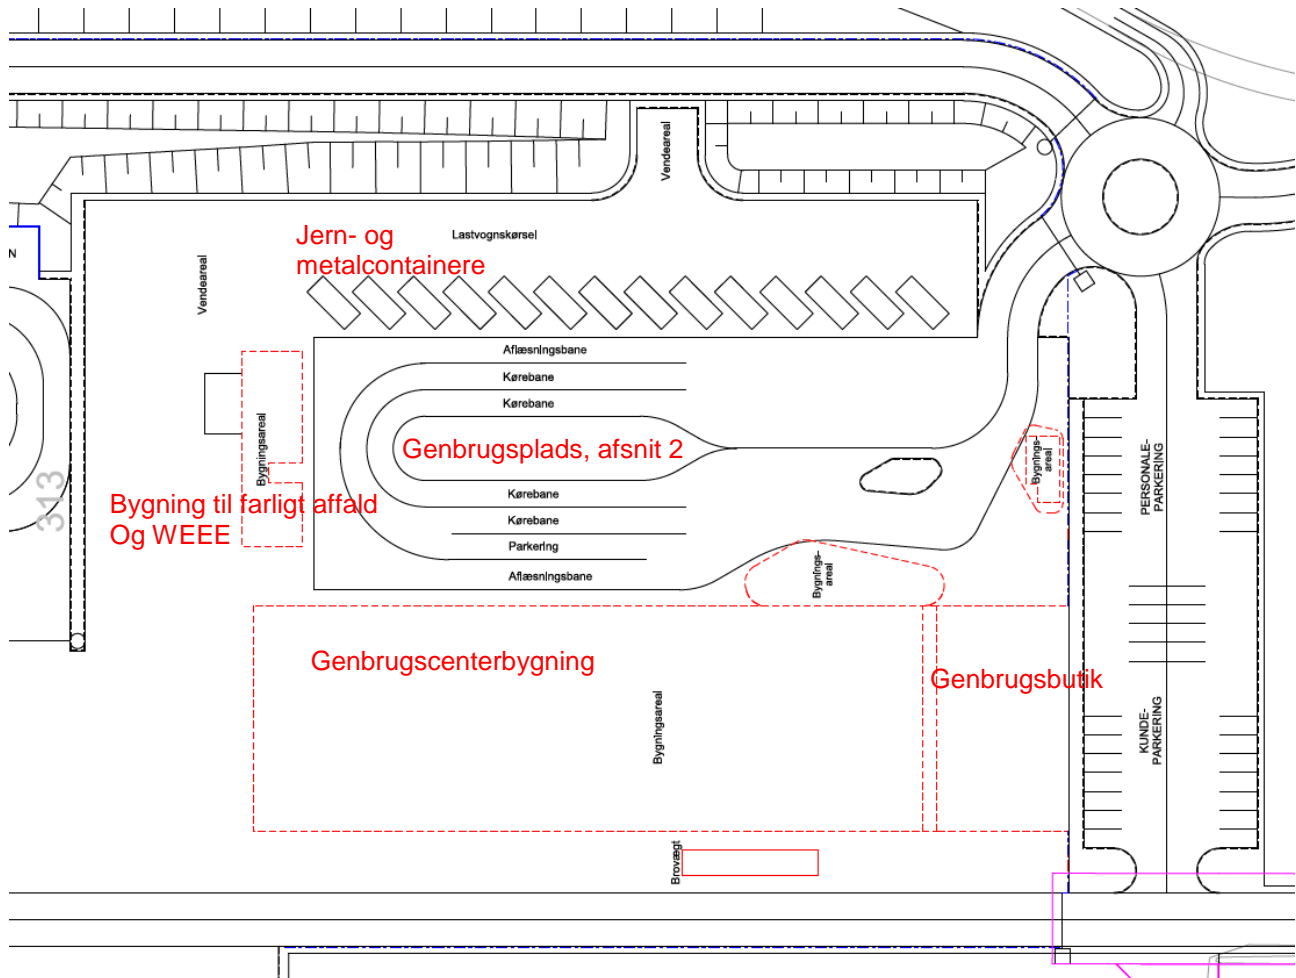 Vendeareal
Jern- og
metalcontainere
Lastvognskørsel
Vendeareal
N
Aflæsningsbane
Kørebane
Kørebane
Genbrugsplads, afsnit 2
Bygningsareal
Bygnings-
areal
PERSONALE-
PARKERING
313
Bygning til farligt affald
Og WEEE
Kørebane
Kørebane
Parkering
Aflæsningsbane
Bygnings-
areal
Genbrugscenterbygning
Genbrugsbutik
Bygningsareal
KUNDE-
PARKERING
Brovægt